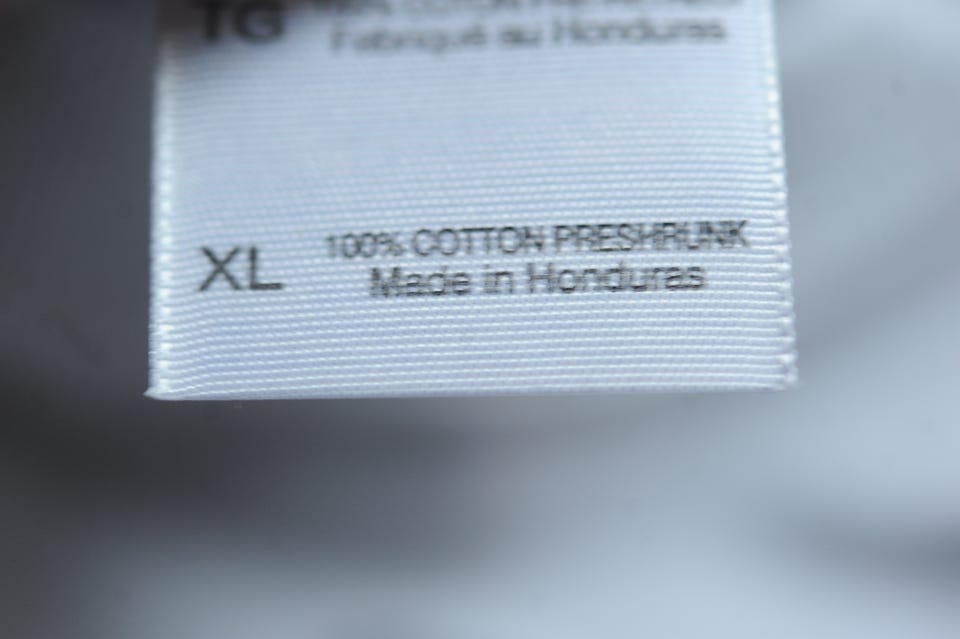 TG
Fabriqué au Honduras
XL 100% COTTON PRESHRUNK
Made in Honduras